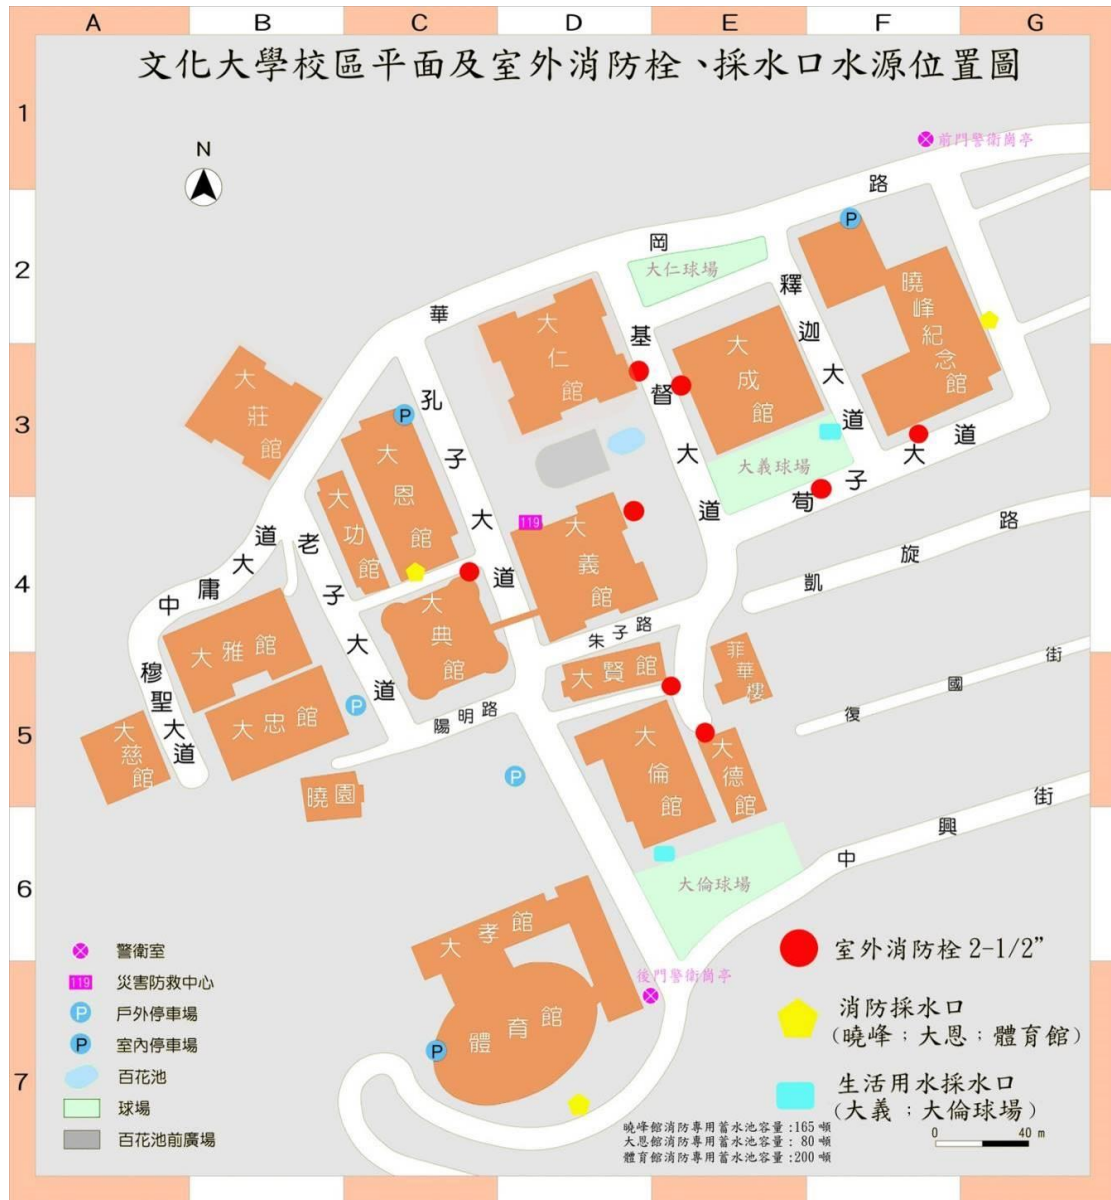 A B C D E F G
文化大學校區平面及室外消防栓、採水口水源位置圖
1
2
3
4
5
6
7
N
前門警衛崗亭
華岡路
P
大仁球場
曉峰紀念館
釋迦大道
大仁館
基督大道
大成館
大莊館
孔子大道
P
大恩館
大功館
大義球場
荀子大道
119
大義館
中庸大道
老子大道
大典館
凱旋路
朱子路
大雅館
穆聖大道
大忠館
P
大慈館
陽明路
大賢館
菲華樓
復國街
曉園
P
大倫館
大德館
中興街
大倫球場
大孝館
體育館
P
後門警衛崗亭
警衛室
119 災害防救中心
P 戶外停車場
P 室內停車場
百花池
球場
百花池前廣場
室外消防栓 2-1/2”
消防採水口
(曉峰；大恩；體育館)
生活用水採水口
(大義；大倫球場)
曉峰館消防專用蓄水池容量:165 噸
大恩館消防專用蓄水池容量: 80 噸
體育館消防專用蓄水池容量:200 噸
0 40 m